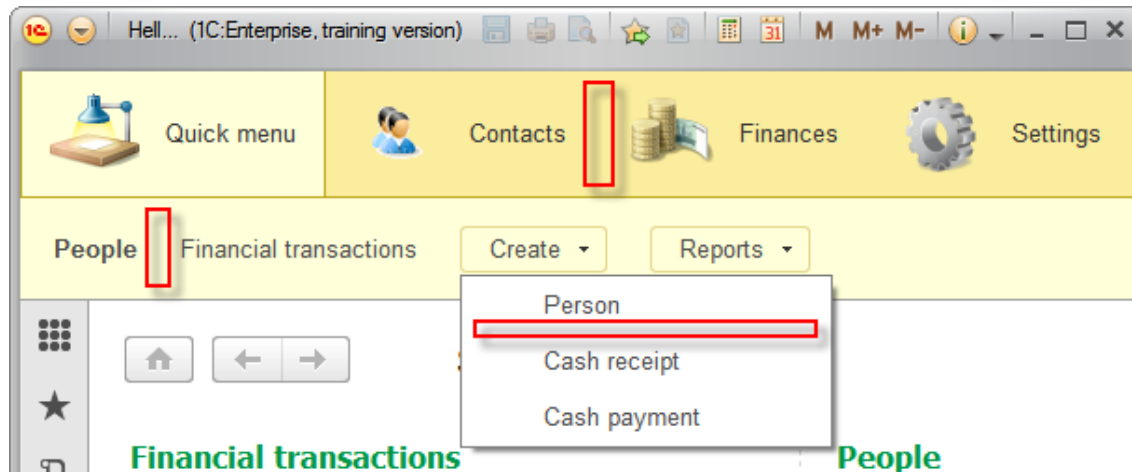 1C Hell... (1C:Enterprise, training version) 31 M M+ M-
Quick menu Contacts Finances Settings
People Financial transactions Create Reports
Person
Cash receipt
Cash payment
Financial transactions People